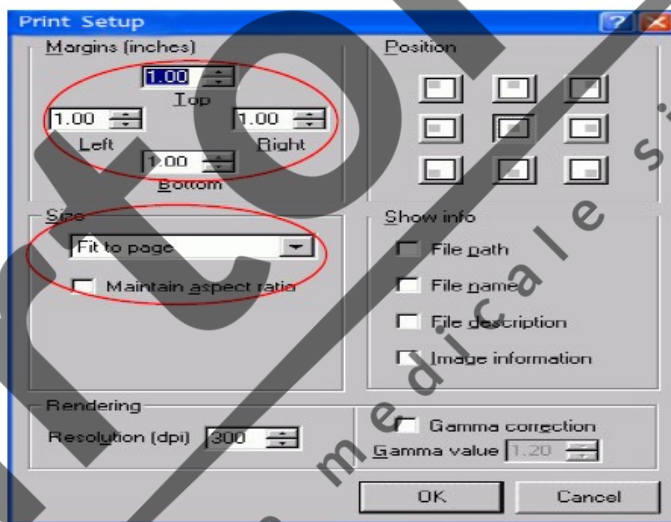 Print Setup
Margins (inches)
1.00
Top
1.00
1.00
Left
Right
1.00
Bottom
Position
Size
Fit to page
Maintain aspect ratio
Show info
File path
File name
File description
Image information
Rendering
Resolution (dpi) 300
Gamma correction
Gamma value 1.20
OK
Cancel
medicale